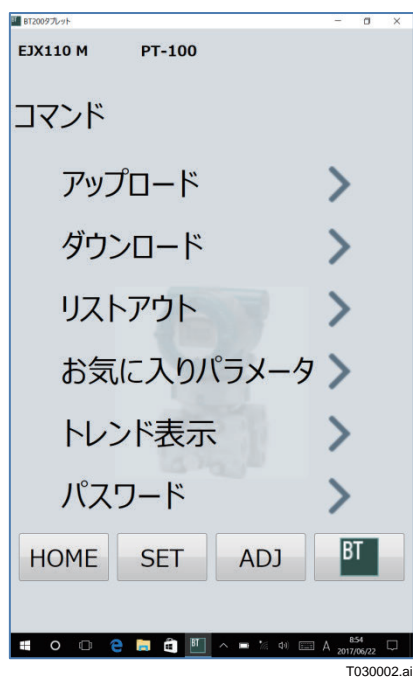 BT200タブレット
EJX110 M PT-100
コマンド
アップロード
ダウンロード
リストアウト
お気に入りパラメータ
トレンド表示
パスワード
HOME SET ADJ BT
BT A 8:54
2017/06/22
T030002.ai